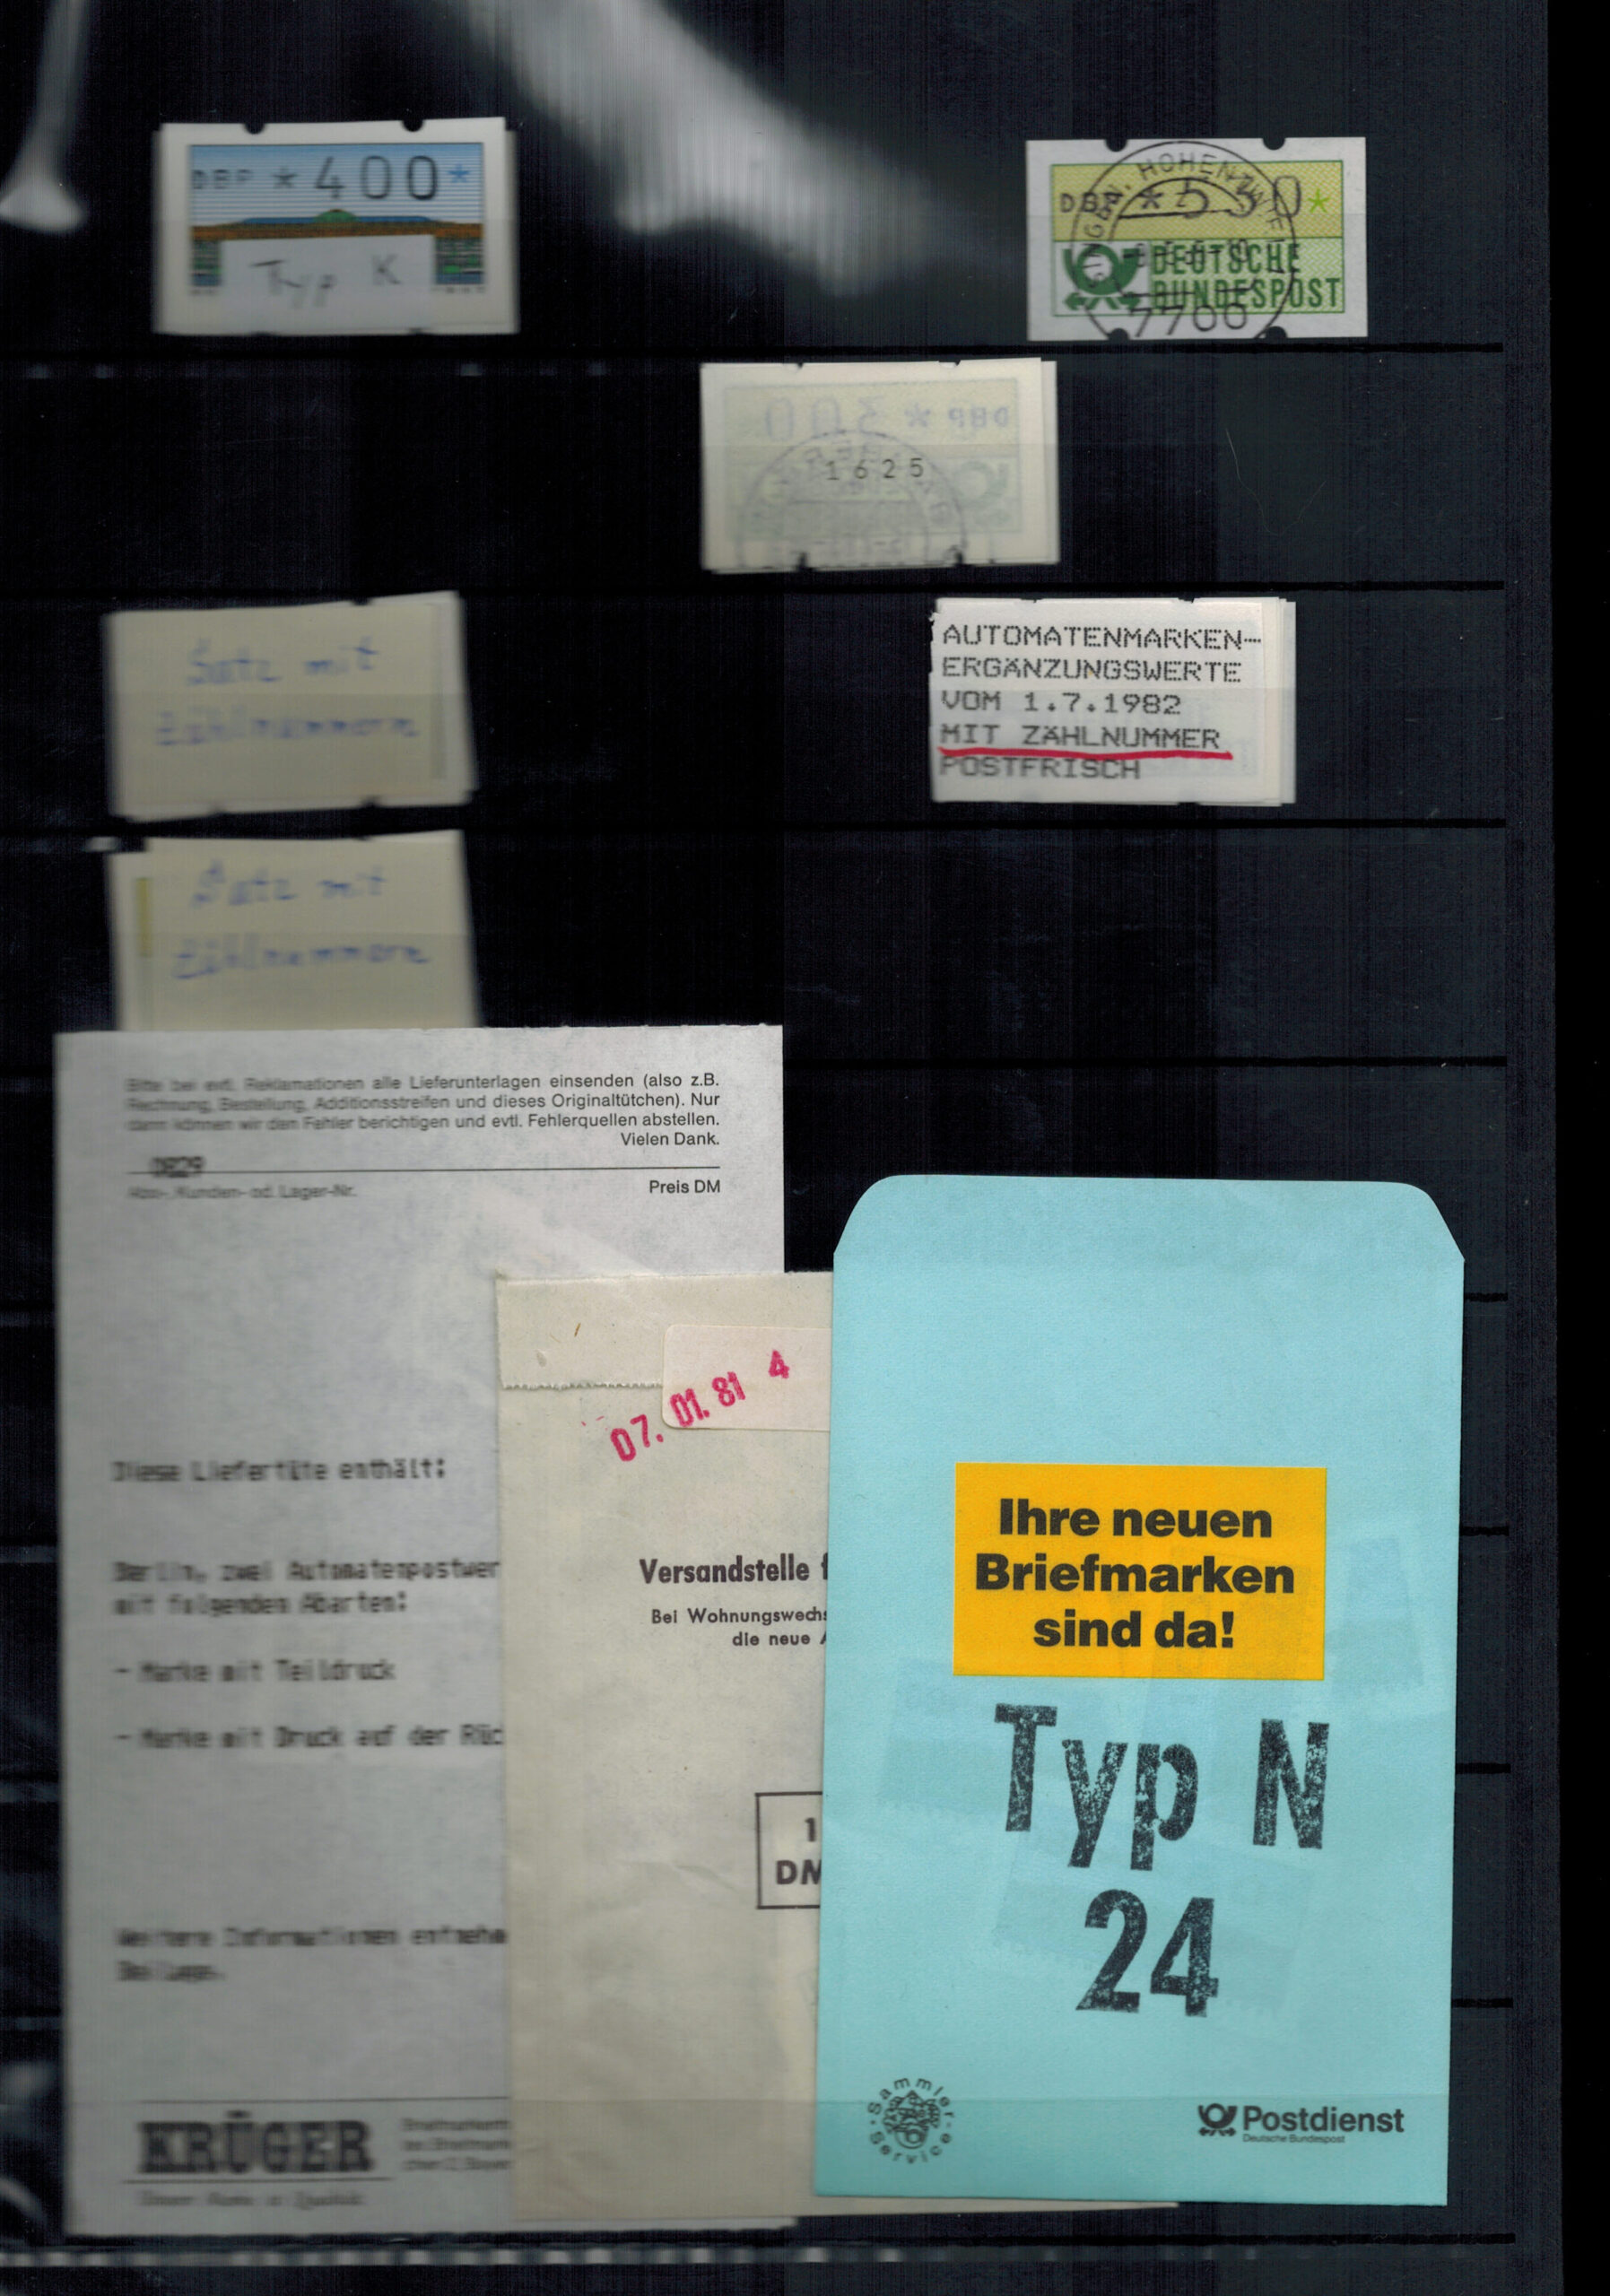 DBP *400*
Typ K
DBP *530*
DEUTSCHE
BUNDESPOST
7700
DBP * 300
1625
Satz mit
Zählnummern
AUTOMATENMARKEN-
ERGÄNZUNGSWERTE
VOM 1.7.1982
MIT ZÄHLNUMMER
POSTFRISCH
Satz mit
Zählnummern
Bitte bei evtl. Reklamationen alle Lieferunterlagen einsenden (also z.B.
Rechnung, Bestellung, Additionsstreifen und dieses Originaltütchen). Nur
dann können wir den Fehler berichtigen und evtl. Fehlerquellen abstellen.
Vielen Dank.
0829
Abo-, Kunden- od. Lager-Nr. Preis DM
Diese Liefertüte enthält:
Berlin, zwei Automatenpostwer
mit folgenden Abarten:
- Marke mit Teildruck
- Marke mit Druck auf der Rüc
Weitere Informationen entnehm
Beilage.
KRÜGER
07. 01. 81 4
Versandstelle f
Bei Wohnungswechs
die neue A
1
DM
Ihre neuen
Briefmarken
sind da!
Typ N
24
Sammler-Service
Postdienst
Deutsche Bundespost